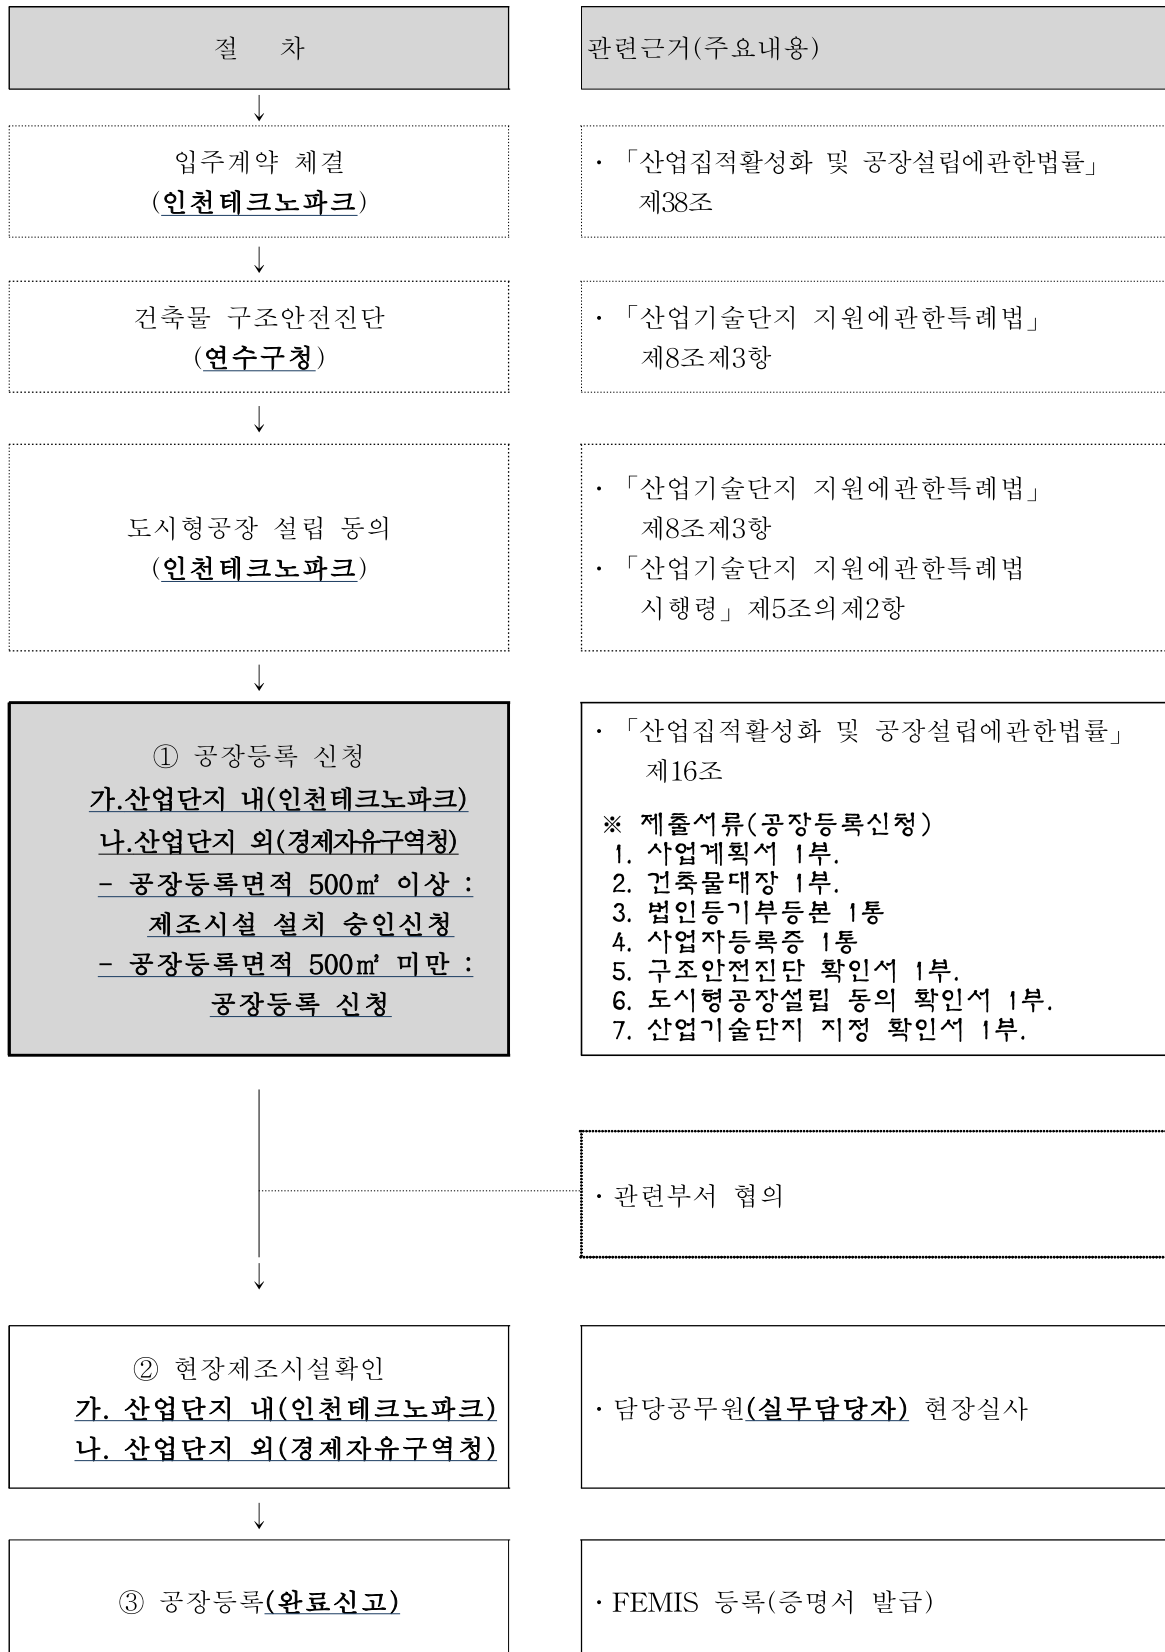 절 차
관련근거(주요내용)
↓
입주계약 체결
(인천테크노파크)
· 「산업집적활성화 및 공장설립에관한법률」
제38조
↓
건축물 구조안전진단
(연수구청)
· 「산업기술단지 지원에관한특례법」
제8조제3항
↓
도시형공장 설립 동의
(인천테크노파크)
· 「산업기술단지 지원에관한특례법」
제8조제3항
· 「산업기술단지 지원에관한특례법
시행령」제5조의제2항
↓
① 공장등록 신청
가.산업단지 내(인천테크노파크)
나.산업단지 외(경제자유구역청)
- 공장등록면적 500㎡ 이상 :
제조시설 설치 승인신청
- 공장등록면적 500㎡ 미만 :
공장등록 신청
· 「산업집적활성화 및 공장설립에관한법률」
제16조
※ 제출서류(공장등록신청)
1. 사업계획서 1부.
2. 건축물대장 1부.
3. 법인등기부등본 1통
4. 사업자등록증 1통
5. 구조안전진단 확인서 1부.
6. 도시형공장설립 동의 확인서 1부.
7. 산업기술단지 지정 확인서 1부.
· 관련부서 협의
↓
② 현장제조시설확인
가. 산업단지 내(인천테크노파크)
나. 산업단지 외(경제자유구역청)
· 담당공무원(실무담당자) 현장실사
↓
③ 공장등록(완료신고)
· FEMIS 등록(증명서 발급)